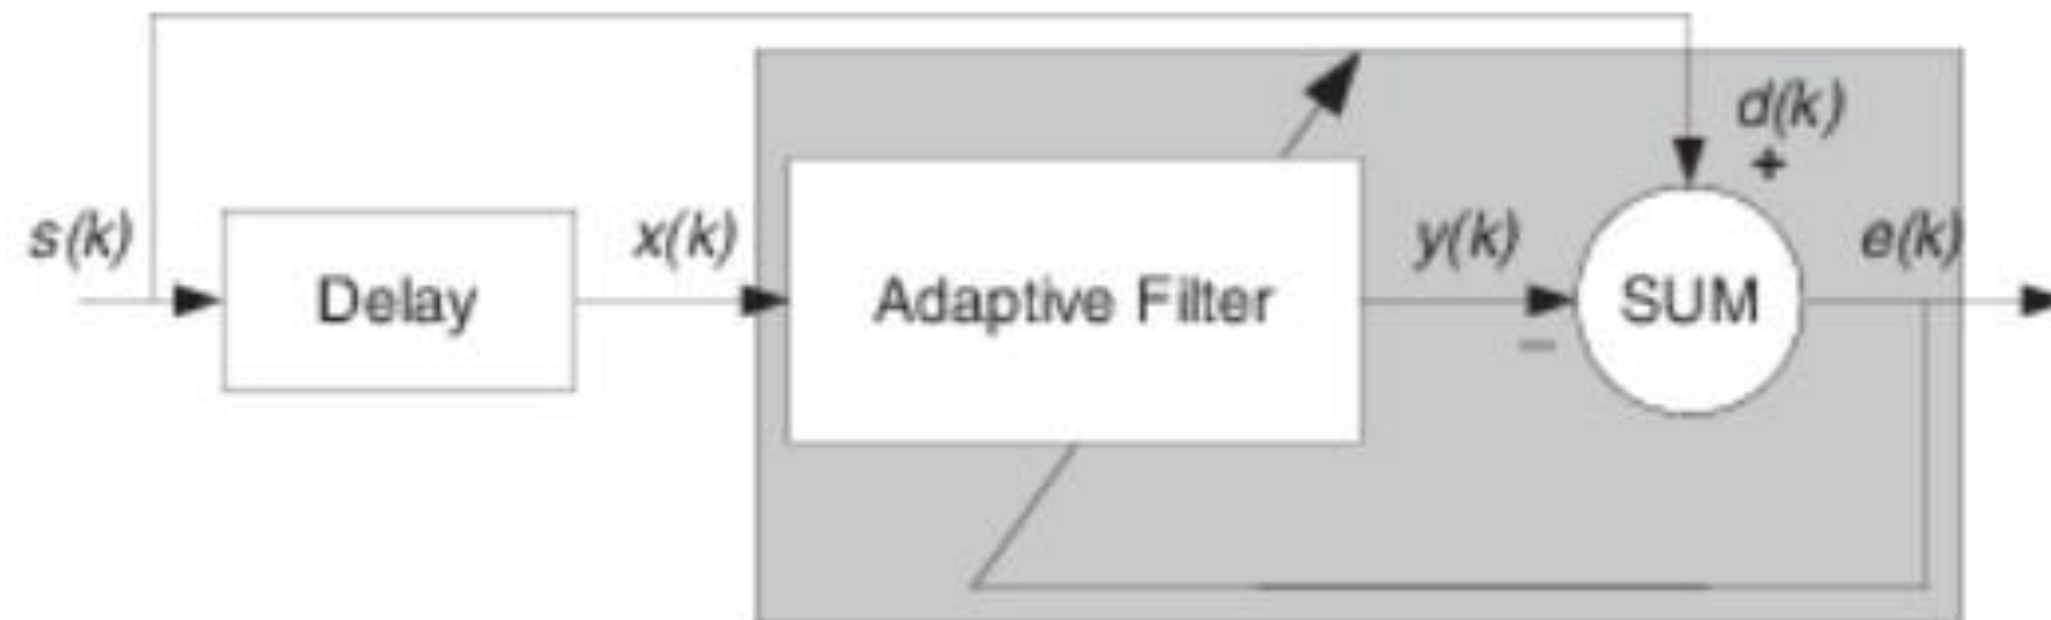 d(k)
+
s(k)
Delay
x(k)
Adaptive Filter
y(k)
−
SUM
e(k)